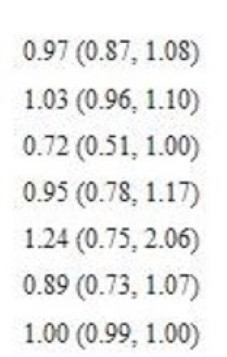 0.97 (0.87, 1.08)
1.03 (0.96, 1.10)
0.72 (0.51, 1.00)
0.95 (0.78, 1.17)
1.24 (0.75, 2.06)
0.89 (0.73, 1.07)
1.00 (0.99, 1.00)